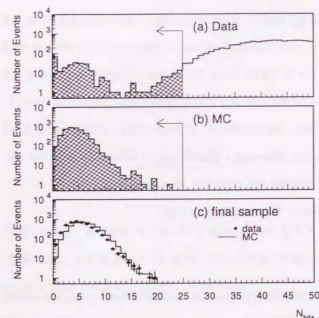 Number of Events
10⁴
10³
10²
10
1
(a) Data
Number of Events
10⁴
10³
10²
10
1
(b) MC
Number of Events
10⁴
10³
10²
10
1
(c) final sample
data
MC
0 5 10 15 20 25 30 35 40 45 50